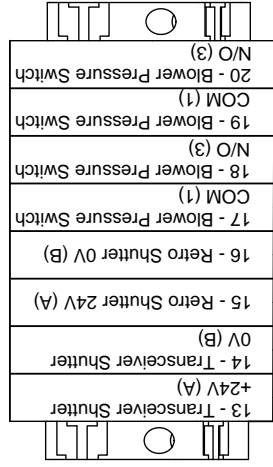 13 - Transceiver Shutter
+24V (A)
14 - Transceiver Shutter
0V (B)
15 - Retro Shutter 24V (A)
16 - Retro Shutter 0V (B)
17 - Blower Pressure Switch
COM (1)
18 - Blower Pressure Switch
N/O (3)
19 - Blower Pressure Switch
COM (1)
20 - Blower Pressure Switch
N/O (3)